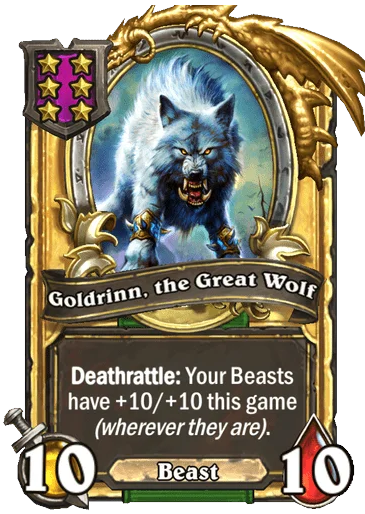 Goldrinn, the Great Wolf
Deathrattle: Your Beasts
have +10/+10 this game
(wherever they are).
10
Beast
10